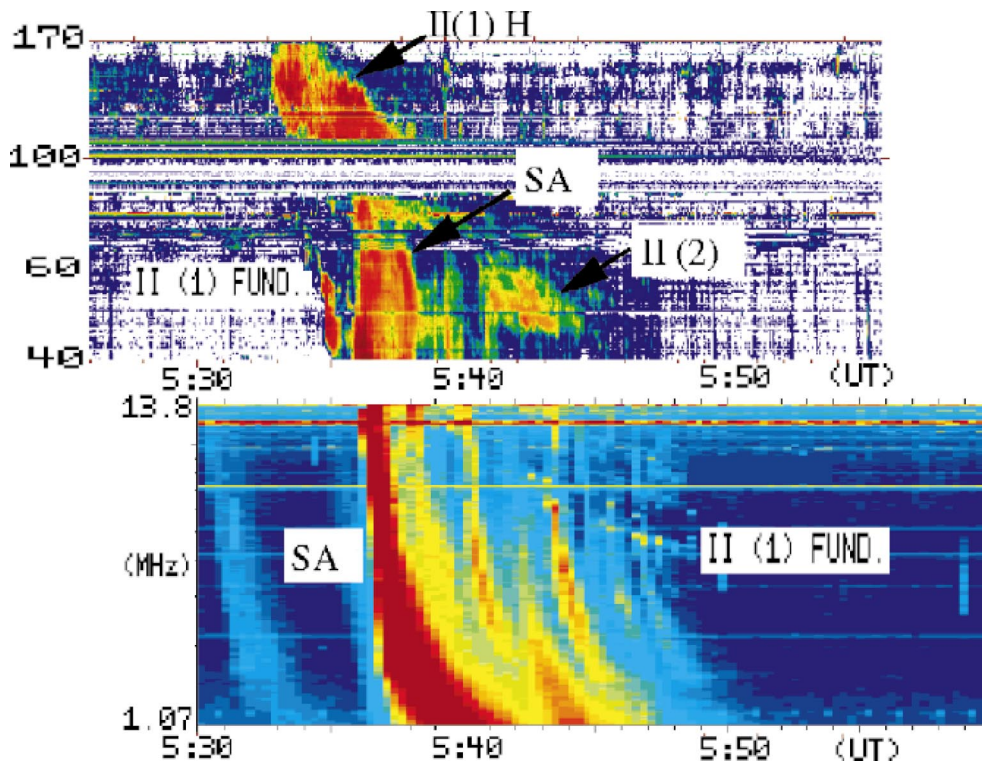 II(1) H
170
100
SA
60
II (2)
II (1) FUND.
40
5:30 5:40 5:50 (UT)
13.8
SA
II (1) FUND.
(MHz)
1.07
5:30 5:40 5:50 (UT)